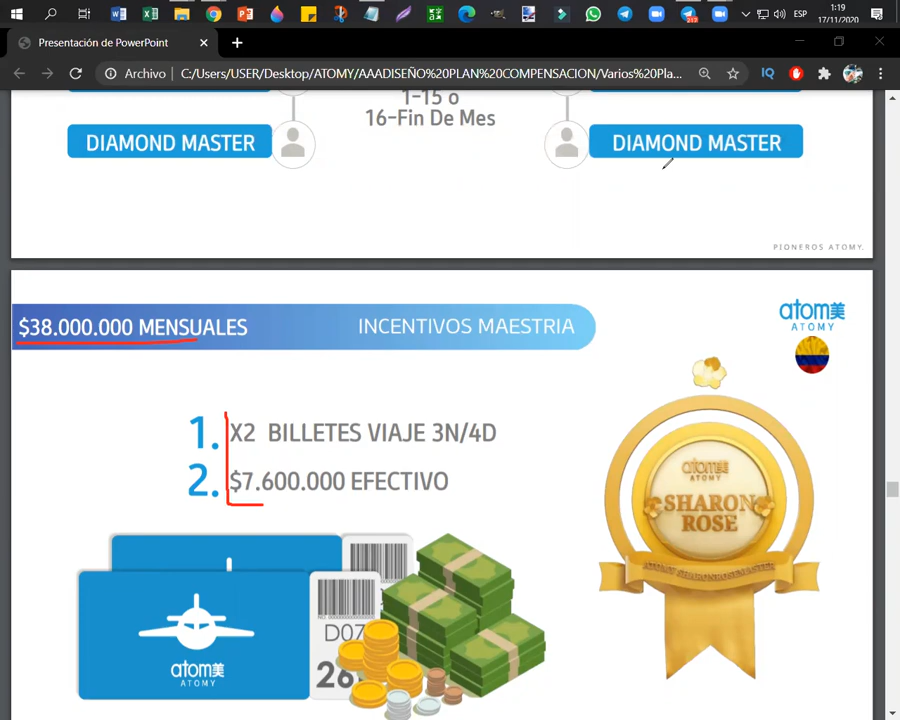 1:19
ESP
17/11/2020
Presentación de PowerPoint
Archivo
C:/Users/USER/Desktop/ATOMY/AAADISEÑO%20PLAN%20COMPENSACION/Varios%20Pla...
IQ
1-15 o
16-Fin De Mes
DIAMOND MASTER
DIAMOND MASTER
PIONEROS ATOMY.
$38.000.000 MENSUALES
INCENTIVOS MAESTRIA
atom美
ATOMY
1. X2 BILLETES VIAJE 3N/4D
2. $7.600.000 EFECTIVO
atom美
ATOMY
SHARON
ROSE
ATOMY SHARONROSE MASTER
D07
26
atom美
ATOMY